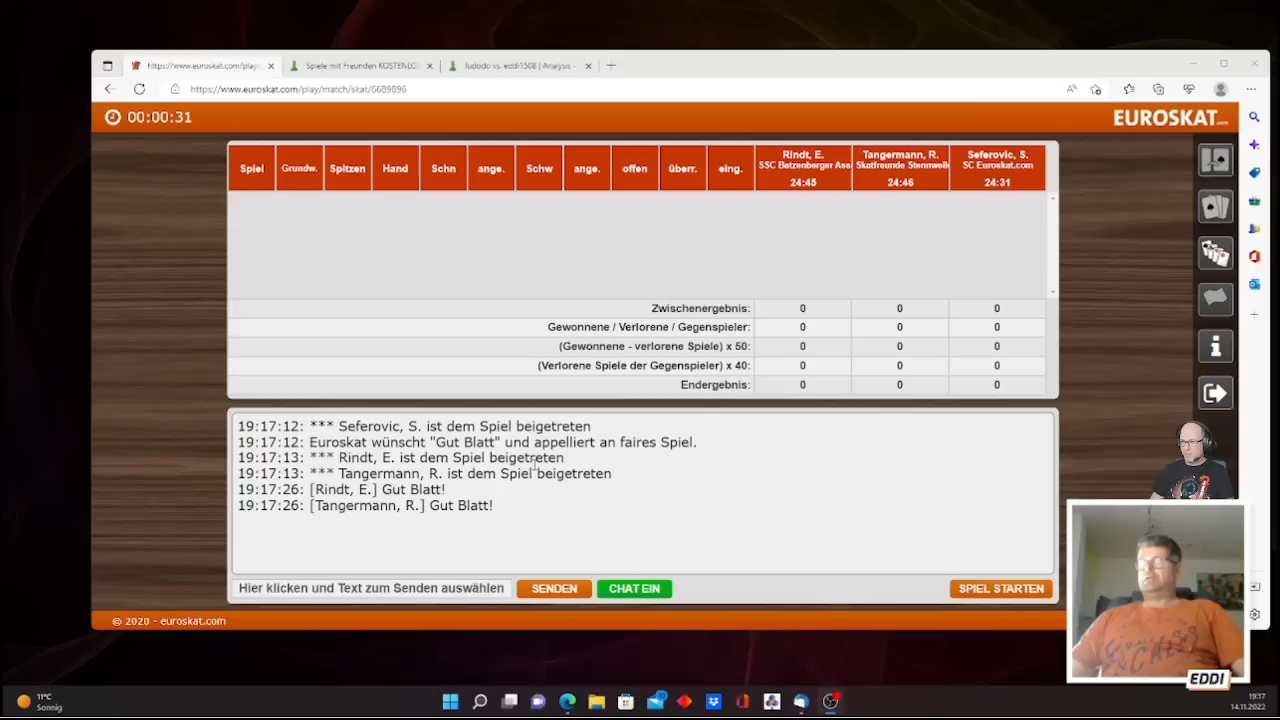 https://www.euroskat.com/play
Spiele mit Freunden KOSTENLO
fudodo vs. eddi1508 | Analysis -
https://www.euroskat.com/play/match/skat/6689896
00:00:31
EUROSKAT.com
Spiel Grundw. Spitzen Hand Schn ange. Schw ange. offen überr. eing.
Rindt, E. Tangermann, R. Seferovic, S.
SSC Batzenberger Ass Skatfreunde Stennweile SC Euroskat.com
24:45 24:46 24:31
Zwischenergebnis: 0 0 0
Gewonnene / Verlorene / Gegenspieler: 0 0 0
(Gewonnene - verlorene Spiele) x 50: 0 0 0
(Verlorene Spiele der Gegenspieler) x 40: 0 0 0
Endergebnis: 0 0 0
19:17:12: *** Seferovic, S. ist dem Spiel beigetreten
19:17:12: Euroskat wünscht "Gut Blatt" und appelliert an faires Spiel.
19:17:13: *** Rindt, E. ist dem Spiel beigetreten
19:17:13: *** Tangermann, R. ist dem Spiel beigetreten
19:17:26: [Rindt, E.] Gut Blatt!
19:17:26: [Tangermann, R.] Gut Blatt!
Hier klicken und Text zum Senden auswählen SENDEN CHAT EIN SPIEL STARTEN
© 2020 - euroskat.com
EDDI
11°C
Sonnig
19:17
14.11.2022